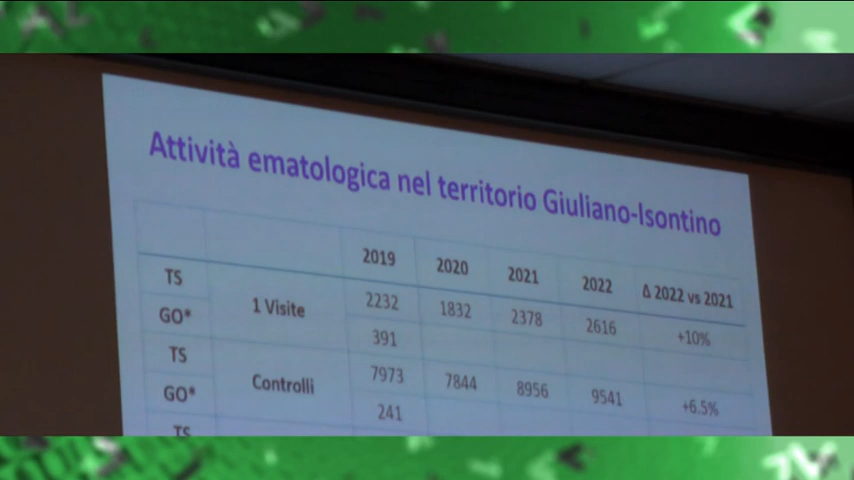 Attività ematologica nel territorio Giuliano-Isontino
2019 2020 2021 2022 Δ 2022 vs 2021
TS 1 Visite 2232 1832 2378 2616 +10%
GO* 391
TS Controlli 7973 7844 8956 9541 +6.5%
GO* 241
TS